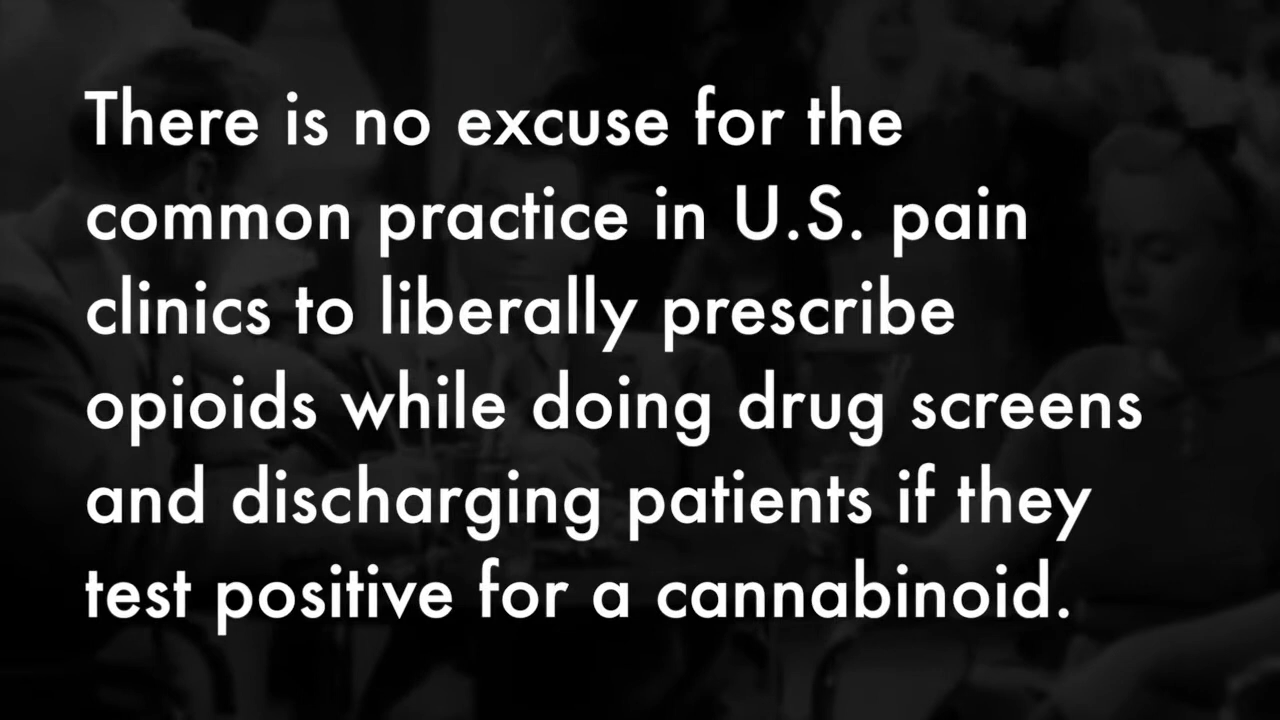 There is no excuse for the
common practice in U.S. pain
clinics to liberally prescribe
opioids while doing drug screens
and discharging patients if they
test positive for a cannabinoid.